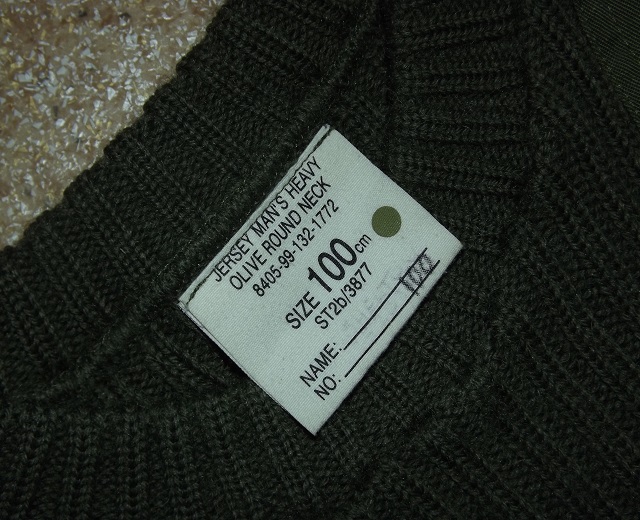 JERSEY MAN'S HEAVY
OLIVE ROUND NECK
8405-99-132-1772
SIZE 100cm
ST2b/3877
NAME:
NO: